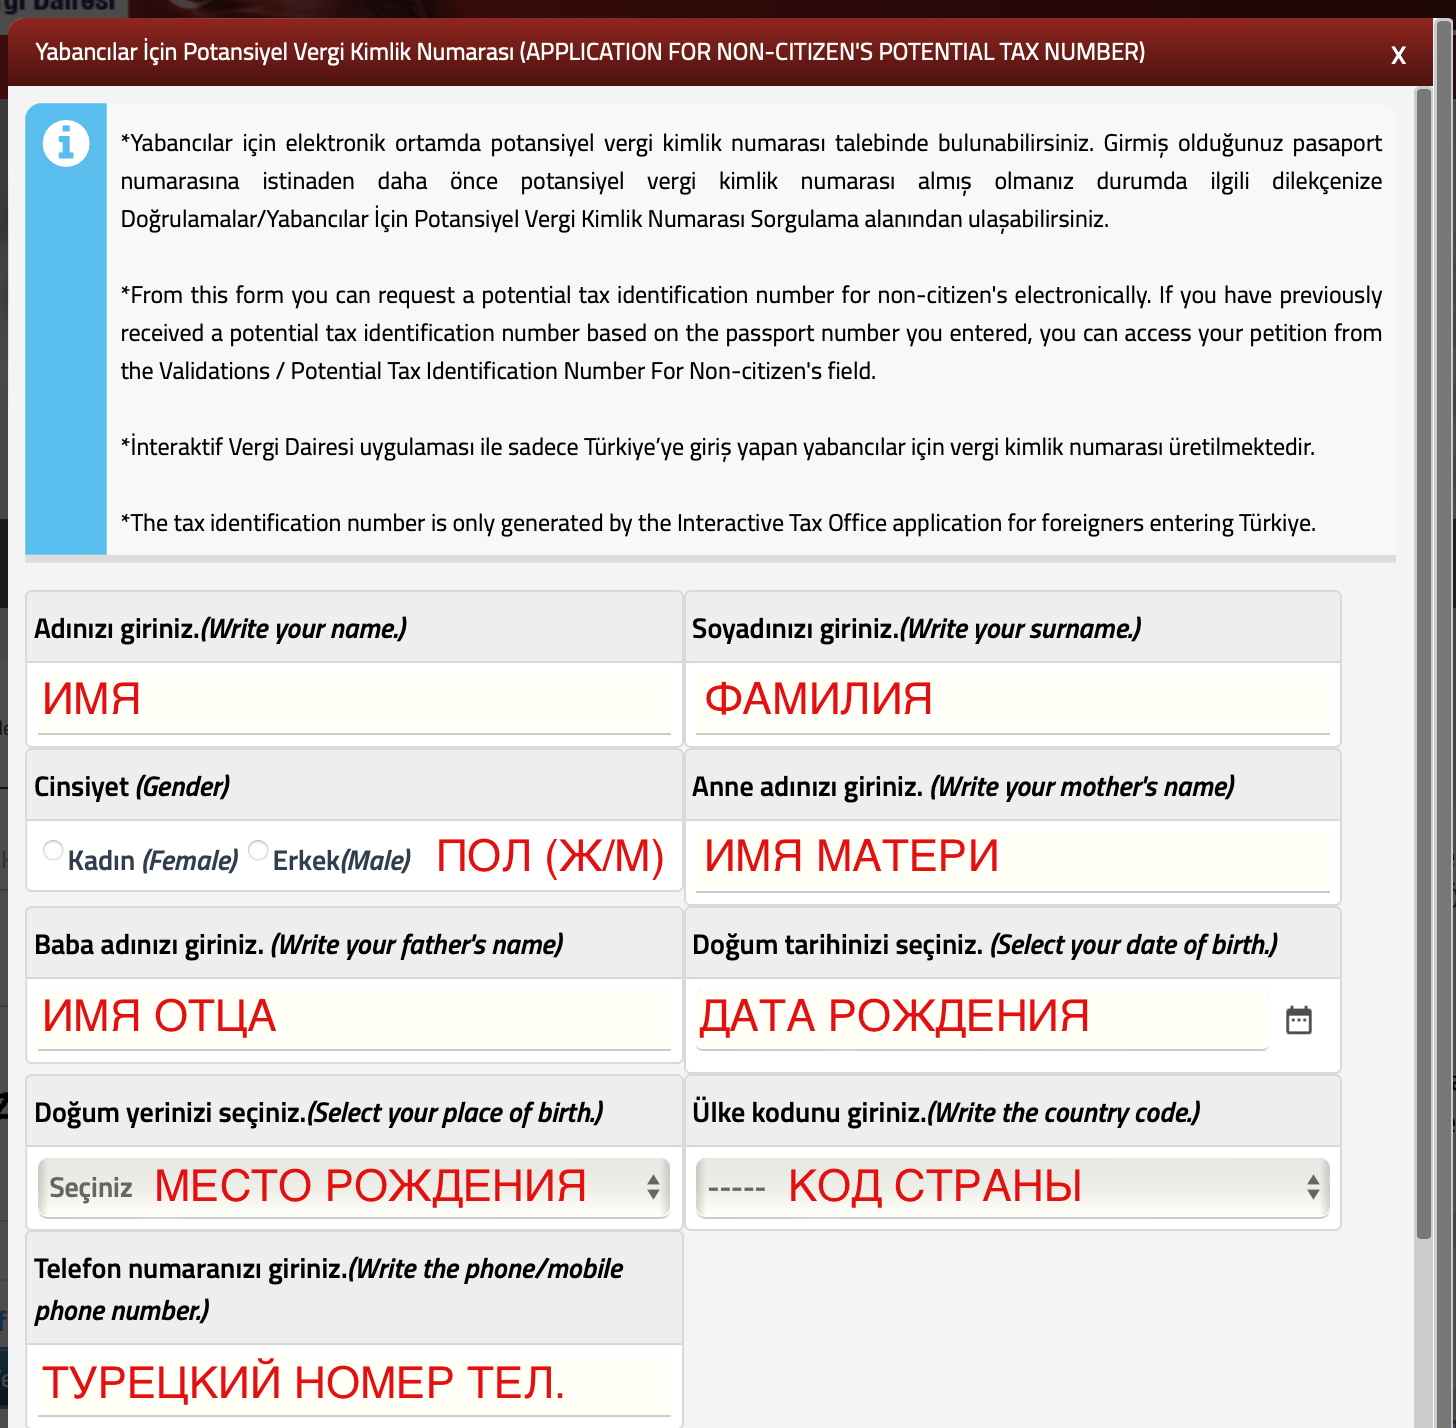 Yabancılar İçin Potansiyel Vergi Kimlik Numarası (APPLICATION FOR NON-CITIZEN'S POTENTIAL TAX NUMBER)
X
*Yabancılar için elektronik ortamda potansiyel vergi kimlik numarası talebinde bulunabilirsiniz. Girmiş olduğunuz pasaport
numarasına istinaden daha önce potansiyel vergi kimlik numarası almış olmanız durumda ilgili dilekçenize
Doğrulamalar/Yabancılar İçin Potansiyel Vergi Kimlik Numarası Sorgulama alanından ulaşabilirsiniz.
*From this form you can request a potential tax identification number for non-citizen's electronically. If you have previously
received a potential tax identification number based on the passport number you entered, you can access your petition from
the Validations / Potential Tax Identification Number For Non-citizen's field.
*İnteraktif Vergi Dairesi uygulaması ile sadece Türkiye’ye giriş yapan yabancılar için vergi kimlik numarası üretilmektedir.
*The tax identification number is only generated by the Interactive Tax Office application for foreigners entering Türkiye.
Adınızı giriniz.(Write your name.)
ИМЯ
Soyadınızı giriniz.(Write your surname.)
ФАМИЛИЯ
Cinsiyet (Gender)
Kadın (Female) Erkek(Male) ПОЛ (Ж/М)
Anne adınızı giriniz. (Write your mother's name)
ИМЯ МАТЕРИ
Baba adınızı giriniz. (Write your father's name)
ИМЯ ОТЦА
Doğum tarihinizi seçiniz. (Select your date of birth.)
ДАТА РОЖДЕНИЯ
Doğum yerinizi seçiniz.(Select your place of birth.)
Seçiniz МЕСТО РОЖДЕНИЯ
Ülke kodunu giriniz.(Write the country code.)
----- КОД СТРАНЫ
Telefon numaranızı giriniz.(Write the phone/mobile
phone number.)
ТУРЕЦКИЙ НОМЕР ТЕЛ.